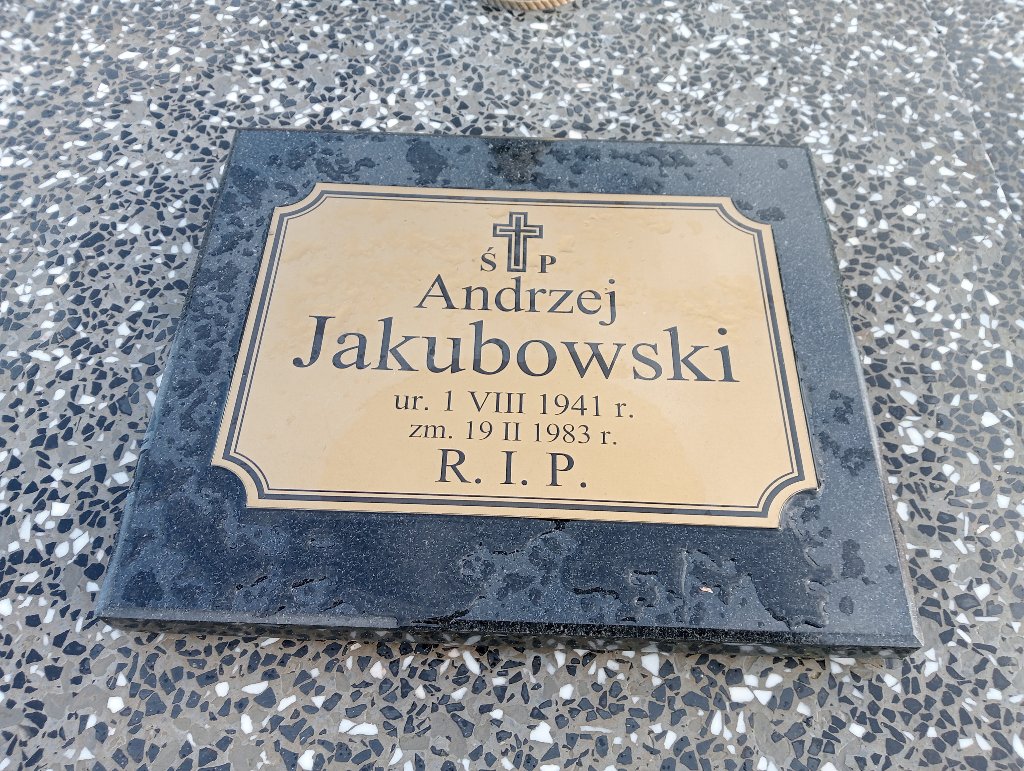 Ś P
Andrzej
Jakubowski
ur. 1 VIII 1941 r.
zm. 19 II 1983 r.
R. I. P.